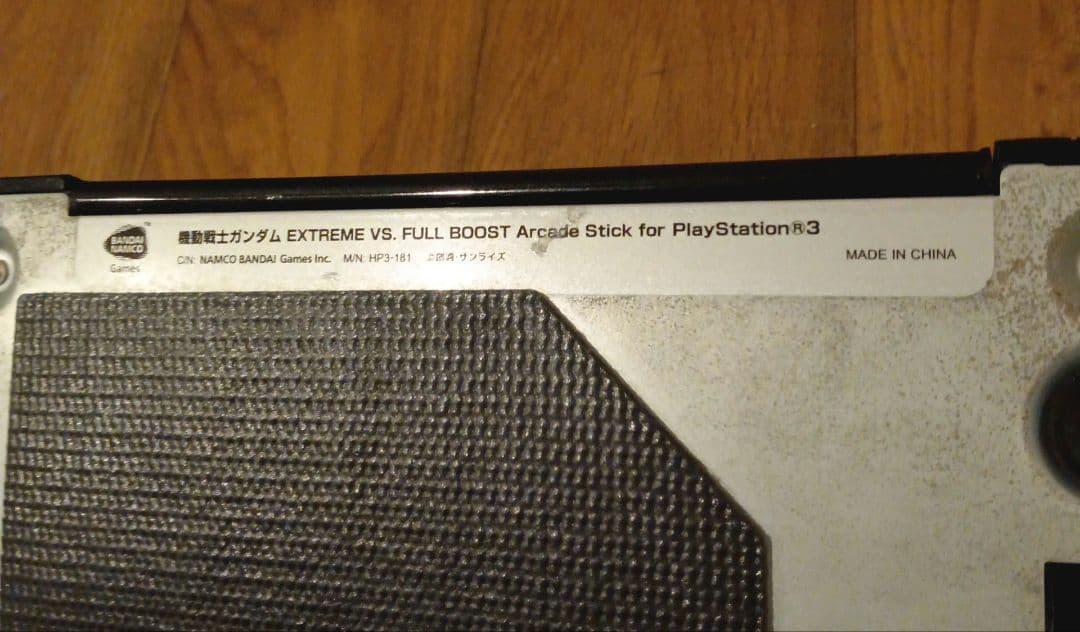 BANDAI
NAMCO
Games
機動戦士ガンダム EXTREME VS. FULL BOOST Arcade Stick for PlayStation®3
C/N: NAMCO BANDAI Games Inc. M/N: HP3-181 創通・サンライズ
MADE IN CHINA